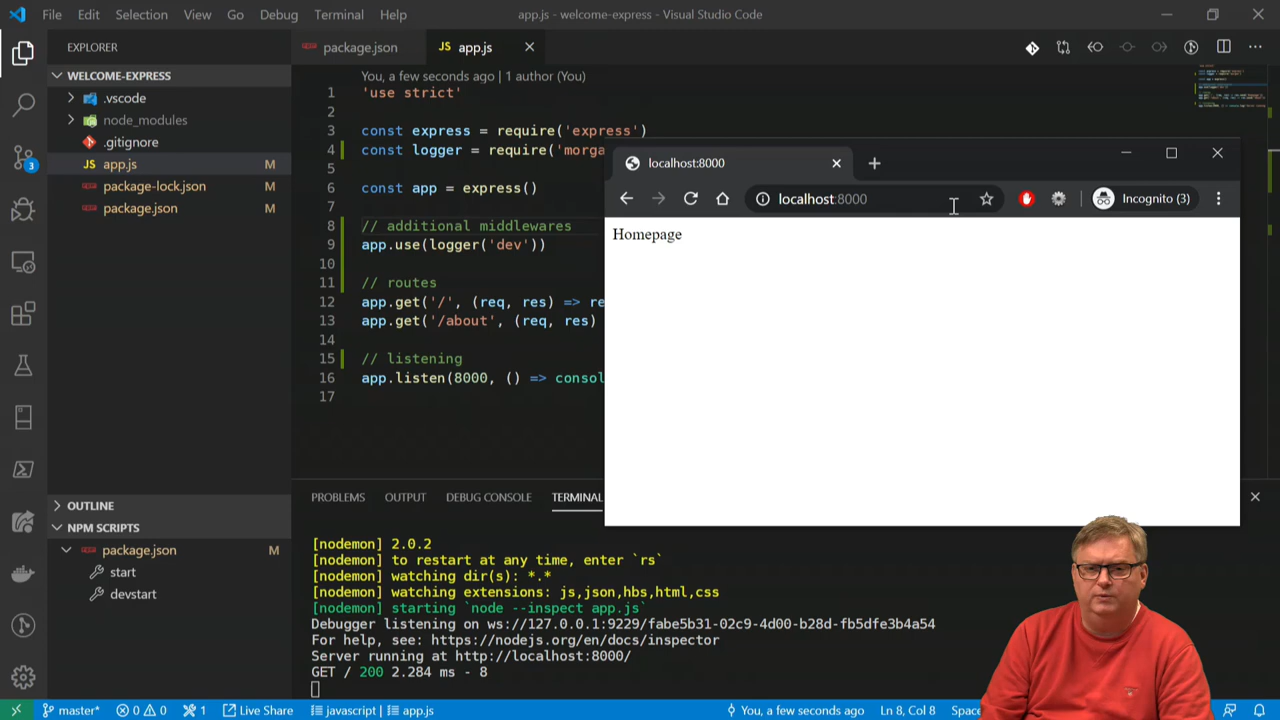 File Edit Selection View Go Debug Terminal Help
app.js - welcome-express - Visual Studio Code
EXPLORER
WELCOME-EXPRESS
.vscode
node_modules
.gitignore
JS app.js M
package-lock.json M
package.json M
3
OUTLINE
NPM SCRIPTS
package.json M
start
devstart
package.json
JS app.js
You, a few seconds ago | 1 author (You)
1 'use strict'
2
3 const express = require('express')
4 const logger = require('morga
5
6 const app = express()
7
8 // additional middlewares
9 app.use(logger('dev'))
10
11 // routes
12 app.get('/', (req, res) => re
13 app.get('/about', (req, res)
14
15 // listening
16 app.listen(8000, () => consol
17
localhost:8000
localhost:8000
Incognito (3)
Homepage
PROBLEMS OUTPUT DEBUG CONSOLE TERMINAL
[nodemon] 2.0.2
[nodemon] to restart at any time, enter `rs`
[nodemon] watching dir(s): *.*
[nodemon] watching extensions: js,json,hbs,html,css
[nodemon] starting `node --inspect app.js`
Debugger listening on ws://127.0.0.1:9229/fabe5b31-02c9-4d00-b28d-fb5dfe3b4a54
For help, see: https://nodejs.org/en/docs/inspector
Server running at http://localhost:8000/
GET / 200 2.284 ms - 8
master* 0 0 1 Live Share javascript | app.js You, a few seconds ago Ln 8, Col 8 Space